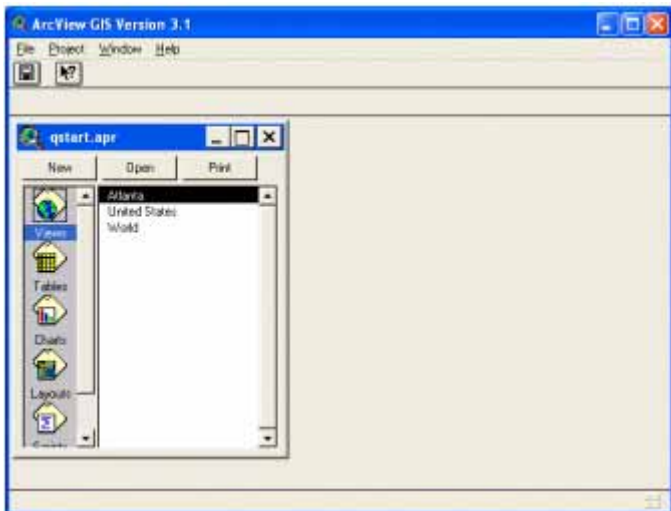 ArcView GIS Version 3.1
File Project Window Help
qstart.apr
New Open Print
Views
Tables
Charts
Layouts
Atlanta
United States
World